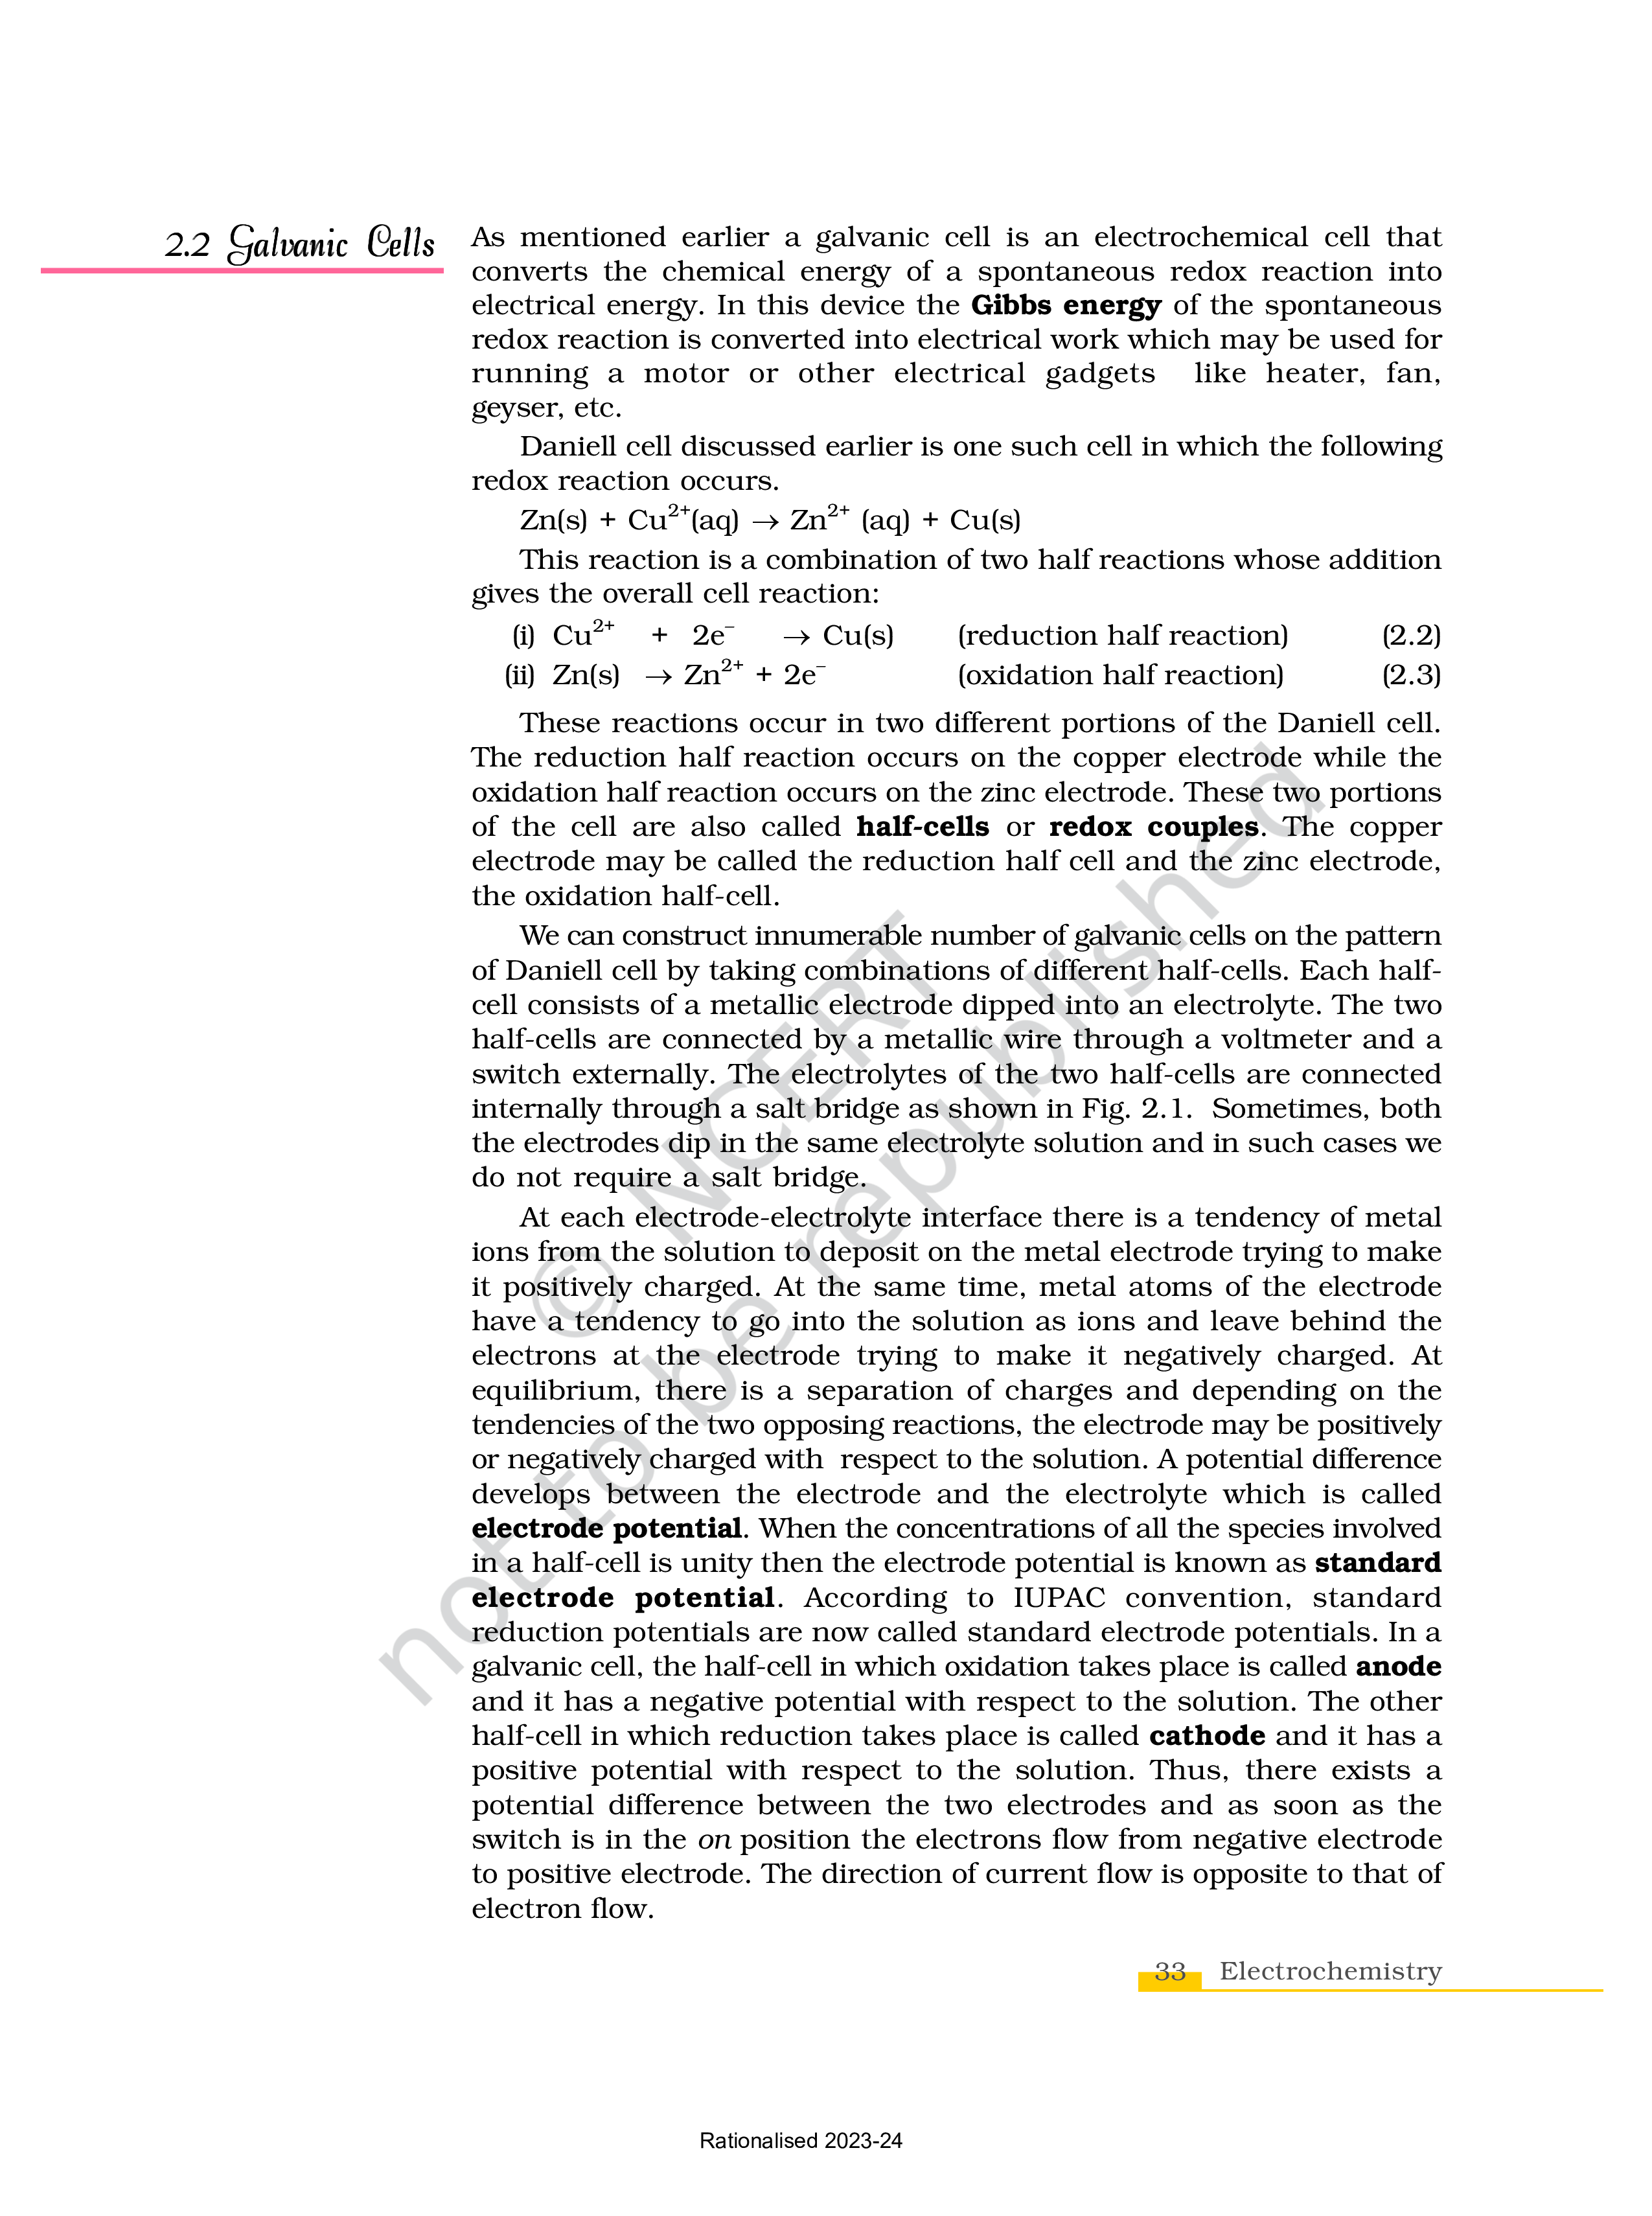 2.2 Galvanic Cells
As mentioned earlier a galvanic cell is an electrochemical cell that
converts the chemical energy of a spontaneous redox reaction into
electrical energy. In this device the Gibbs energy of the spontaneous
redox reaction is converted into electrical work which may be used for
running a motor or other electrical gadgets like heater, fan,
geyser, etc.
Daniell cell discussed earlier is one such cell in which the following
redox reaction occurs.
Zn(s) + Cu²⁺(aq) → Zn²⁺ (aq) + Cu(s)
This reaction is a combination of two half reactions whose addition
gives the overall cell reaction:
(i) Cu²⁺ + 2e⁻ → Cu(s) (reduction half reaction) (2.2)
(ii) Zn(s) → Zn²⁺ + 2e⁻ (oxidation half reaction) (2.3)
These reactions occur in two different portions of the Daniell cell.
The reduction half reaction occurs on the copper electrode while the
oxidation half reaction occurs on the zinc electrode. These two portions
of the cell are also called half-cells or redox couples. The copper
electrode may be called the reduction half cell and the zinc electrode,
the oxidation half-cell.
We can construct innumerable number of galvanic cells on the pattern
of Daniell cell by taking combinations of different half-cells. Each half-
cell consists of a metallic electrode dipped into an electrolyte. The two
half-cells are connected by a metallic wire through a voltmeter and a
switch externally. The electrolytes of the two half-cells are connected
internally through a salt bridge as shown in Fig. 2.1. Sometimes, both
the electrodes dip in the same electrolyte solution and in such cases we
do not require a salt bridge.
At each electrode-electrolyte interface there is a tendency of metal
ions from the solution to deposit on the metal electrode trying to make
it positively charged. At the same time, metal atoms of the electrode
have a tendency to go into the solution as ions and leave behind the
electrons at the electrode trying to make it negatively charged. At
equilibrium, there is a separation of charges and depending on the
tendencies of the two opposing reactions, the electrode may be positively
or negatively charged with respect to the solution. A potential difference
develops between the electrode and the electrolyte which is called
electrode potential. When the concentrations of all the species involved
in a half-cell is unity then the electrode potential is known as standard
electrode potential. According to IUPAC convention, standard
reduction potentials are now called standard electrode potentials. In a
galvanic cell, the half-cell in which oxidation takes place is called anode
and it has a negative potential with respect to the solution. The other
half-cell in which reduction takes place is called cathode and it has a
positive potential with respect to the solution. Thus, there exists a
potential difference between the two electrodes and as soon as the
switch is in the on position the electrons flow from negative electrode
to positive electrode. The direction of current flow is opposite to that of
electron flow.
© NCERT
not to be republished
33 Electrochemistry
Rationalised 2023-24